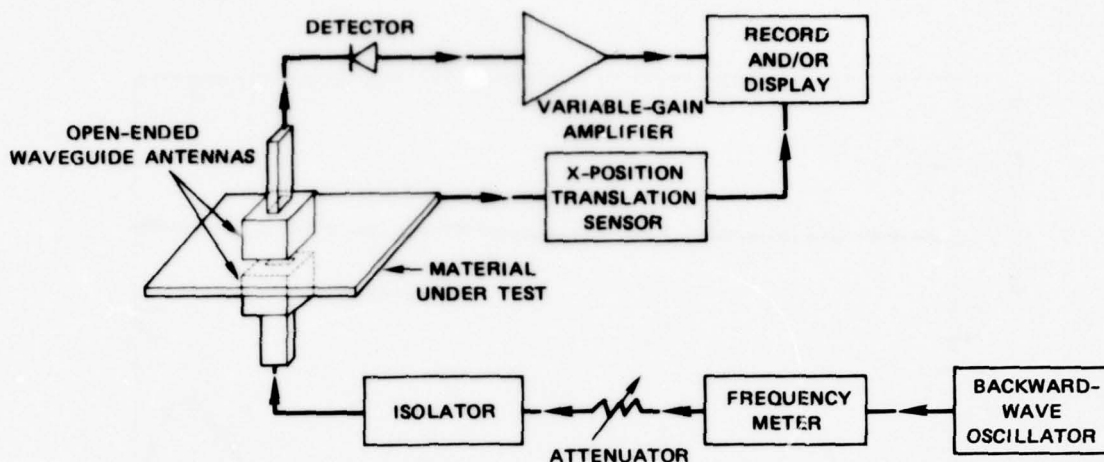 DETECTOR
RECORD
AND/OR
DISPLAY
VARIABLE-GAIN
AMPLIFIER
OPEN-ENDED
WAVEGUIDE ANTENNAS
X-POSITION
TRANSLATION
SENSOR
MATERIAL
UNDER TEST
ISOLATOR
ATTENUATOR
FREQUENCY
METER
BACKWARD-
WAVE
OSCILLATOR